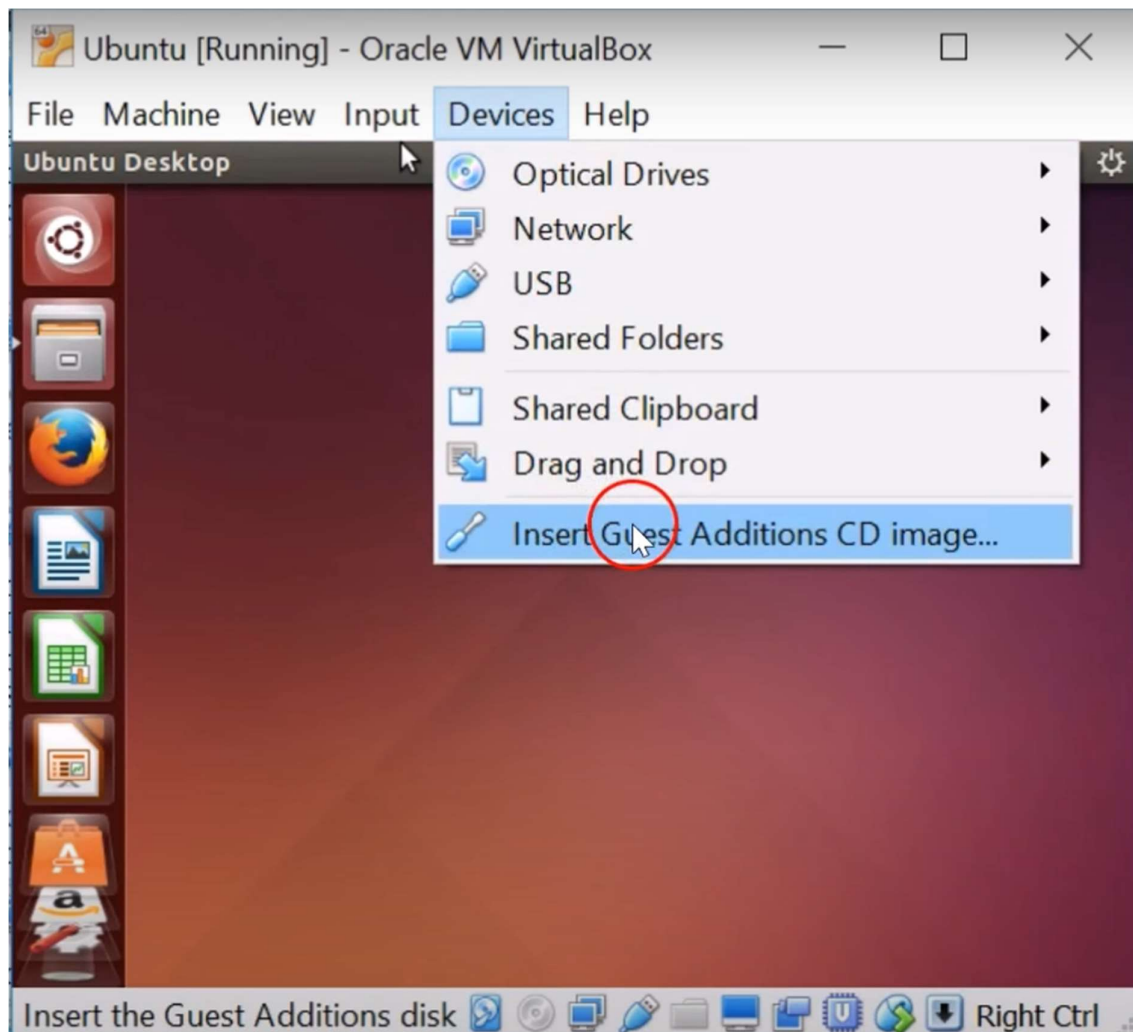 Ubuntu [Running] - Oracle VM VirtualBox
File Machine View Input Devices Help
Ubuntu Desktop
Optical Drives
Network
USB
Shared Folders
Shared Clipboard
Drag and Drop
Insert Guest Additions CD image...
Insert the Guest Additions disk
Right Ctrl